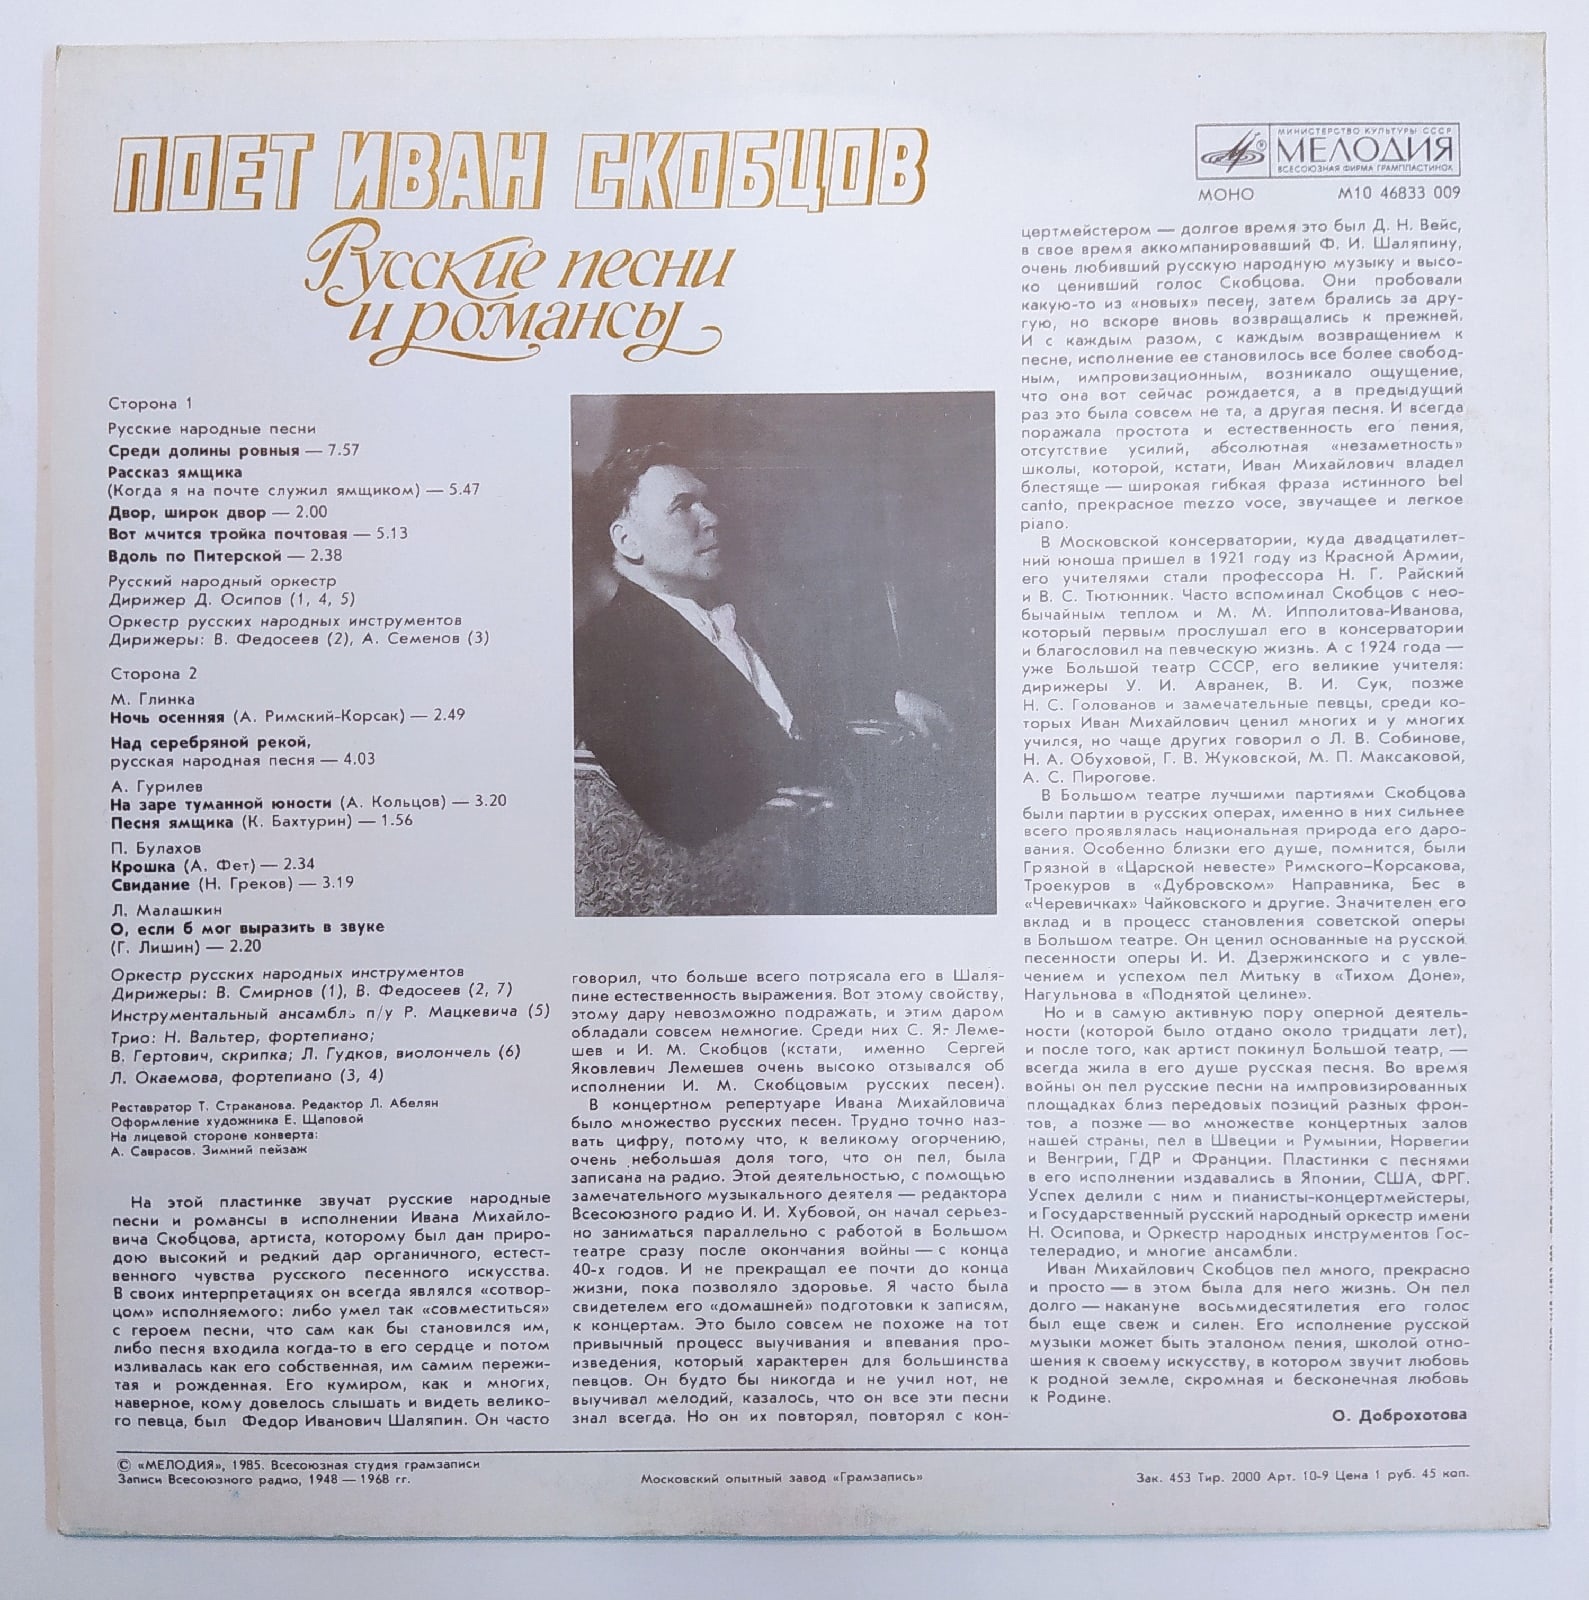 ПОЕТ ИВАН СКОБЦОВ
Русские песни
и романсы
МИНИСТЕРСТВО КУЛЬТУРЫ СССР
МЕЛОДИЯ
ВСЕСОЮЗНАЯ ФИРМА ГРАМПЛАСТИНОК
МОНО М10 46833 009
Сторона 1
Русские народные песни
Среди долины ровныя — 7.57
Рассказ ямщика
(Когда я на почте служил ямщиком) — 5.47
Двор, широк двор — 2.00
Вот мчится тройка почтовая — 5.13
Вдоль по Питерской — 2.38
Русский народный оркестр
Дирижер Д. Осипов (1, 4, 5)
Оркестр русских народных инструментов
Дирижеры: В. Федосеев (2), А. Семенов (3)
Сторона 2
М. Глинка
Ночь осенняя (А. Римский-Корсак) — 2.49
Над серебряной рекой,
русская народная песня — 4.03
А. Гурилев
На заре туманной юности (А. Кольцов) — 3.20
Песня ямщика (К. Бахтурин) — 1.56
П. Булахов
Крошка (А. Фет) — 2.34
Свидание (Н. Греков) — 3.19
Л. Малашкин
О, если б мог выразить в звуке
(Г. Лишин) — 2.20
Оркестр русских народных инструментов
Дирижеры: В. Смирнов (1), В. Федосеев (2, 7)
Инструментальный ансамбль п/у Р. Мацкевича (5)
Трио: Н. Вальтер, фортепиано;
В. Гертович, скрипка; Л. Гудков, виолончель (6)
Л. Окаемова, фортепиано (3, 4)
Реставратор Т. Страканова. Редактор Л. Абелян
Оформление художника Е. Щаповой
На лицевой стороне конверта:
А. Саврасов. Зимний пейзаж
На этой пластинке звучат русские народные
песни и романсы в исполнении Ивана Михайло-
вича Скобцова, артиста, которому был дан приро-
дою высокий и редкий дар органичного, естест-
венного чувства русского песенного искусства.
В своих интерпретациях он всегда являлся «сотвор-
цом» исполняемого: либо умел так «совместиться»
с героем песни, что сам как бы становился им,
либо песня входила когда-то в его сердце и потом
изливалась как его собственная, им самим пережи-
тая и рожденная. Его кумиром, как и многих,
наверное, кому довелось слышать и видеть велико-
го певца, был Федор Иванович Шаляпин. Он часто
говорил, что больше всего потрясала его в Шаля-
пине естественность выражения. Вот этому свойству,
этому дару невозможно подражать, и этим даром
обладали совсем немногие. Среди них С. Я. Леме-
шев и И. М. Скобцов (кстати, именно Сергей
Яковлевич Лемешев очень высоко отзывался об
исполнении И. М. Скобцовым русских песен).
В концертном репертуаре Ивана Михайловича
было множество русских песен. Трудно точно наз-
вать цифру, потому что, к великому огорчению,
очень небольшая доля того, что он пел, была
записана на радио. Этой деятельностью, с помощью
замечательного музыкального деятеля — редактора
Всесоюзного радио И. И. Хубовой, он начал серьез-
но заниматься параллельно с работой в Большом
театре сразу после окончания войны — с конца
40-х годов. И не прекращал ее почти до конца
жизни, пока позволяло здоровье. Я часто была
свидетелем его «домашней» подготовки к записям,
к концертам. Это было совсем не похоже на тот
привычный процесс выучивания и впевания про-
изведения, который характерен для большинства
певцов. Он будто бы никогда и не учил нот, не
выучивал мелодий, казалось, что он все эти песни
знал всегда. Но он их повторял, повторял с кон-
цертмейстером — долгое время это был Д. Н. Вейс,
в свое время аккомпанировавший Ф. И. Шаляпину,
очень любивший русскую народную музыку и высо-
ко ценивший голос Скобцова. Они пробовали
какую-то из «новых» песен, затем брались за дру-
гую, но вскоре вновь возвращались к прежней.
И с каждым разом, с каждым возвращением к
песне, исполнение ее становилось все более свобод-
ным, импровизационным, возникало ощущение,
что она вот сейчас рождается, а в предыдущий
раз это была совсем не та, а другая песня. И всегда
поражала простота и естественность его пения,
отсутствие усилий, абсолютная «незаметность»
школы, которой, кстати, Иван Михайлович владел
блестяще — широкая гибкая фраза истинного bel
canto, прекрасное mezzo voce, звучащее и легкое
piano.
В Московской консерватории, куда двадцатилет-
ний юноша пришел в 1921 году из Красной Армии,
его учителями стали профессора Н. Г. Райский
и В. С. Тютюнник. Часто вспоминал Скобцов с нео-
бычайным теплом и М. М. Ипполитова-Иванова,
который первым прослушал его в консерватории
и благословил на певческую жизнь. А с 1924 года —
уже Большой театр СССР, его великие учителя:
дирижеры У. И. Авранек, В. И. Сук, позже
Н. С. Голованов и замечательные певцы, среди ко-
торых Иван Михайлович ценил многих и у многих
учился, но чаще других говорил о Л. В. Собинове,
Н. А. Обуховой, Г. В. Жуковской, М. П. Максаковой,
А. С. Пирогове.
В Большом театре лучшими партиями Скобцова
были партии в русских операх, именно в них сильнее
всего проявлялась национальная природа его даро-
вания. Особенно близки его душе, помнится, были
Грязной в «Царской невесте» Римского-Корсакова,
Троекуров в «Дубровском» Направника, Бес в
«Черевичках» Чайковского и другие. Значителен его
вклад и в процесс становления советской оперы
в Большом театре. Он ценил основанные на русской
песенности оперы И. И. Дзержинского и с увле-
чением и успехом пел Митьку в «Тихом Доне»,
Нагульнова в «Поднятой целине».
Но и в самую активную пору оперной деятель-
ности (которой было отдано около тридцати лет),
и после того, как артист покинул Большой театр, —
всегда жила в его душе русская песня. Во время
войны он пел русские песни на импровизированных
площадках близ передовых позиций разных фрон-
тов, а позже — во множестве концертных залов
нашей страны, пел в Швеции и Румынии, Норвегии
и Венгрии, ГДР и Франции. Пластинки с песнями
в его исполнении издавались в Японии, США, ФРГ.
Успех делили с ним и пианисты-концертмейстеры,
и Государственный русский народный оркестр имени
Н. Осипова, и Оркестр народных инструментов Гос-
телерадио, и многие ансамбли.
Иван Михайлович Скобцов пел много, прекрасно
и просто — в этом была для него жизнь. Он пел
долго — накануне восьмидесятилетия его голос
был еще свеж и силен. Его исполнение русской
музыки может быть эталоном пения, школой отно-
шения к своему искусству, в котором звучит любовь
к родной земле, скромная и бесконечная любовь
к Родине.
О. Доброхотова
© «МЕЛОДИЯ», 1985. Всесоюзная студия грамзаписи
Записи Всесоюзного радио, 1948 — 1968 гг.
Московский опытный завод «Грамзапись»
Зак. 453 Тир. 2000 Арт. 10-9 Цена 1 руб. 45 коп.